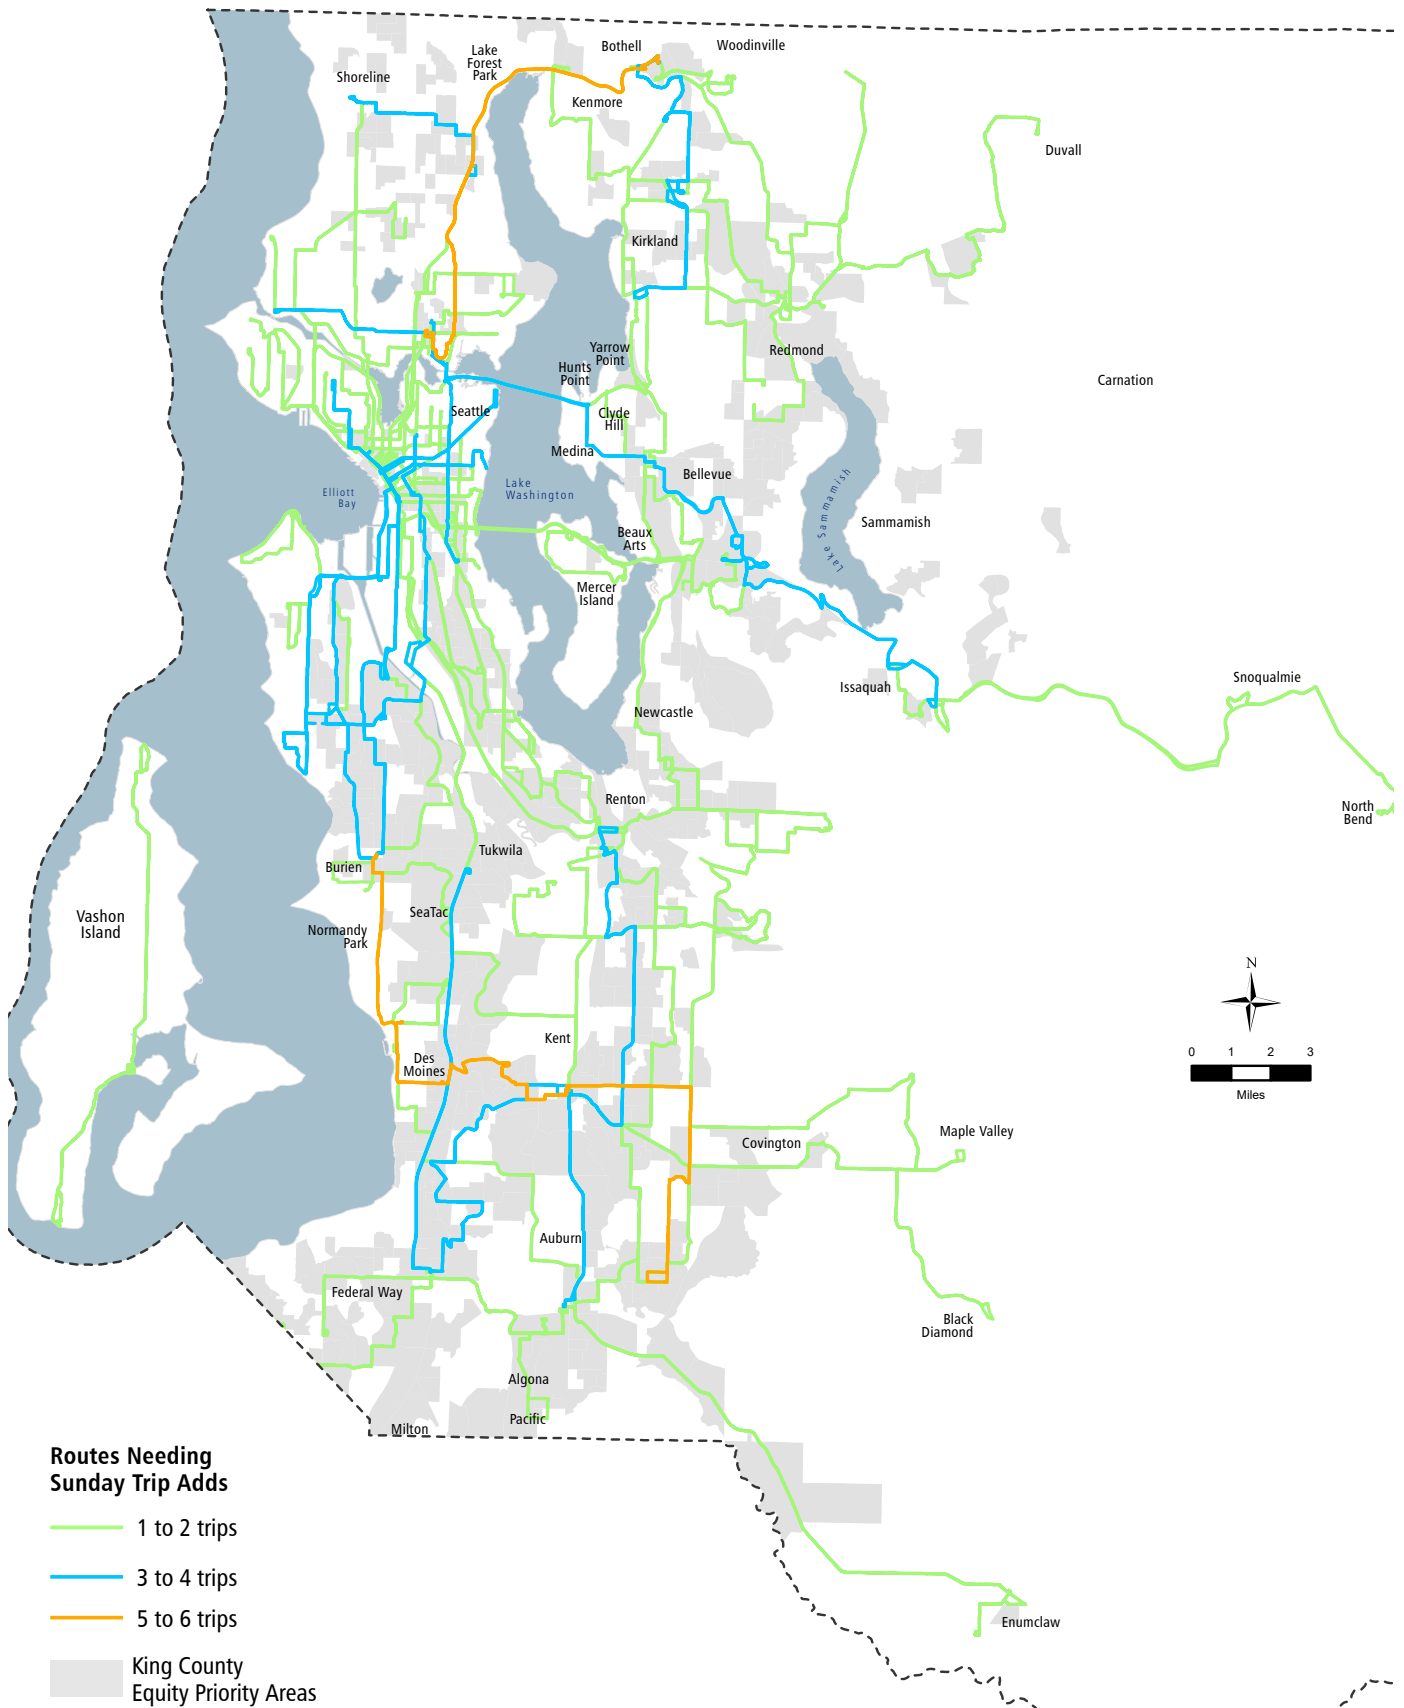 Bothell
Woodinville
Lake
Forest
Park
Shoreline
Kenmore
Duvall
Kirkland
Yarrow
Point
Redmond
Hunts
Point
Carnation
Seattle
Clyde
Hill
Medina
Bellevue
Lake
Washington
Elliott
Bay
Lake Sammamish
Sammamish
Beaux
Arts
Mercer
Island
Issaquah
Snoqualmie
Newcastle
Renton
North
Bend
Tukwila
Burien
Vashon
Island
SeaTac
Normandy
Park
N
Kent
0 1 2 3
Miles
Des
Moines
Covington
Maple Valley
Auburn
Federal Way
Black
Diamond
Algona
Pacific
Milton
Routes Needing
Sunday Trip Adds
1 to 2 trips
3 to 4 trips
5 to 6 trips
King County
Equity Priority Areas
Enumclaw